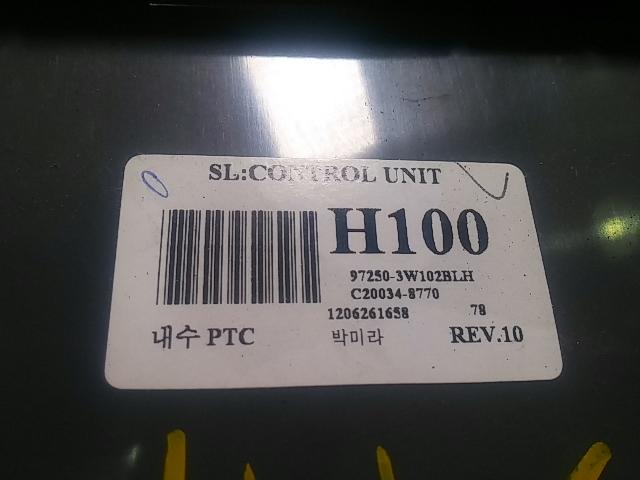 SL:CONTROL UNIT
H100
97250-3W102BLH
C20034-8770
1206261658 78
내수 PTC 박미라 REV.10